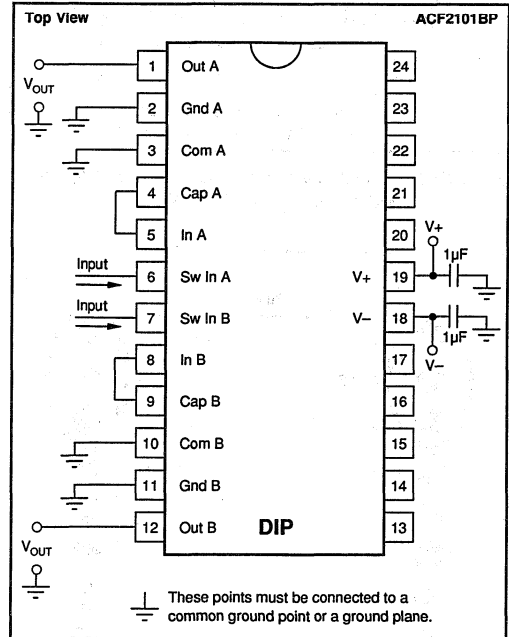 Top View ACF2101BP
1 Out A 24
VOUT
2 Gnd A 23
3 Com A 22
4 Cap A 21
5 In A 20
V+
1µF
Input
6 Sw In A V+ 19
Input
7 Sw In B V– 18
1µF
V–
8 In B 17
9 Cap B 16
10 Com B 15
11 Gnd B 14
12 Out B DIP 13
VOUT
These points must be connected to a
common ground point or a ground plane.